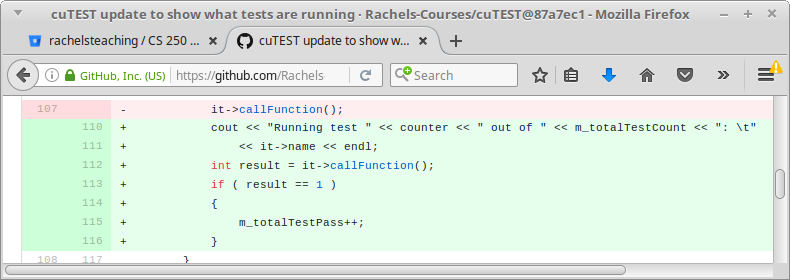 cuTEST update to show what tests are running · Rachels-Courses/cuTEST@87a7ec1 - Mozilla Firefox
rachelsteaching / CS 250 ... cuTEST update to show w...
GitHub, Inc. (US) https://github.com/Rachels Search
107 - it->callFunction();
110 + cout << "Running test " << counter << " out of " << m_totalTestCount << ": \t"
111 + << it->name << endl;
112 + int result = it->callFunction();
113 + if ( result == 1 )
114 + {
115 + m_totalTestPass++;
116 + }
108 117 }